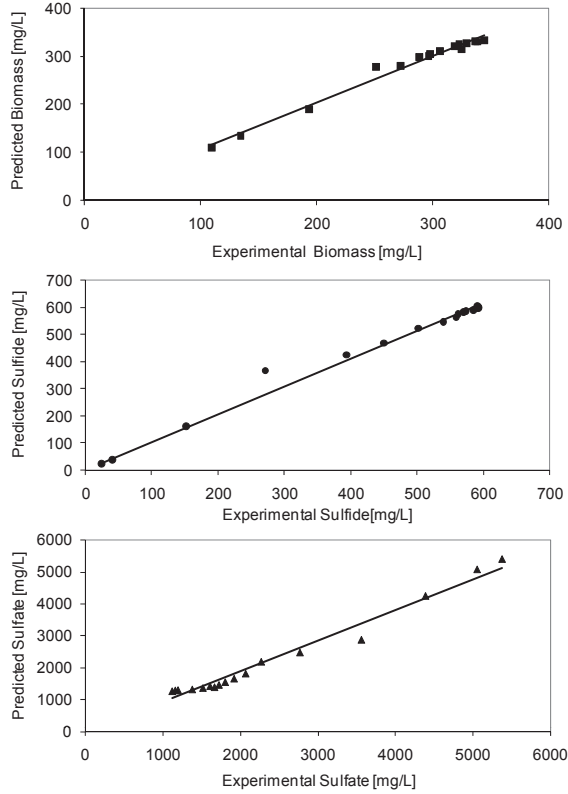 Predicted Biomass [mg/L]
400
300
200
100
0
0 100 200 300 400
Experimental Biomass [mg/L]
Predicted Sulfide [mg/L]
700
600
500
400
300
200
100
0
0 100 200 300 400 500 600 700
Experimental Sulfide[mg/L]
Predicted Sulfate [mg/L]
6000
5000
4000
3000
2000
1000
0
0 1000 2000 3000 4000 5000 6000
Experimental Sulfate [mg/L]